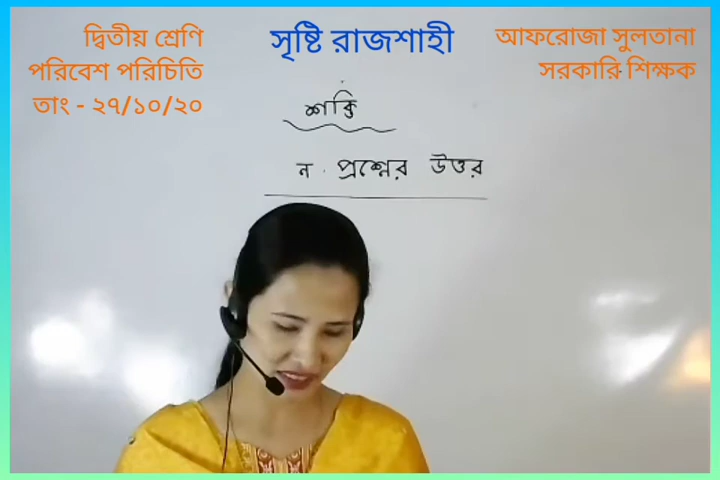 দ্বিতীয় শ্রেণি
পরিবেশ পরিচিতি
তাং - ২৭/১০/২০
সৃষ্টি রাজশাহী
আফরোজা সুলতানা
সরকারি শিক্ষক
শক্তি
ন. প্রশ্নের উত্তর